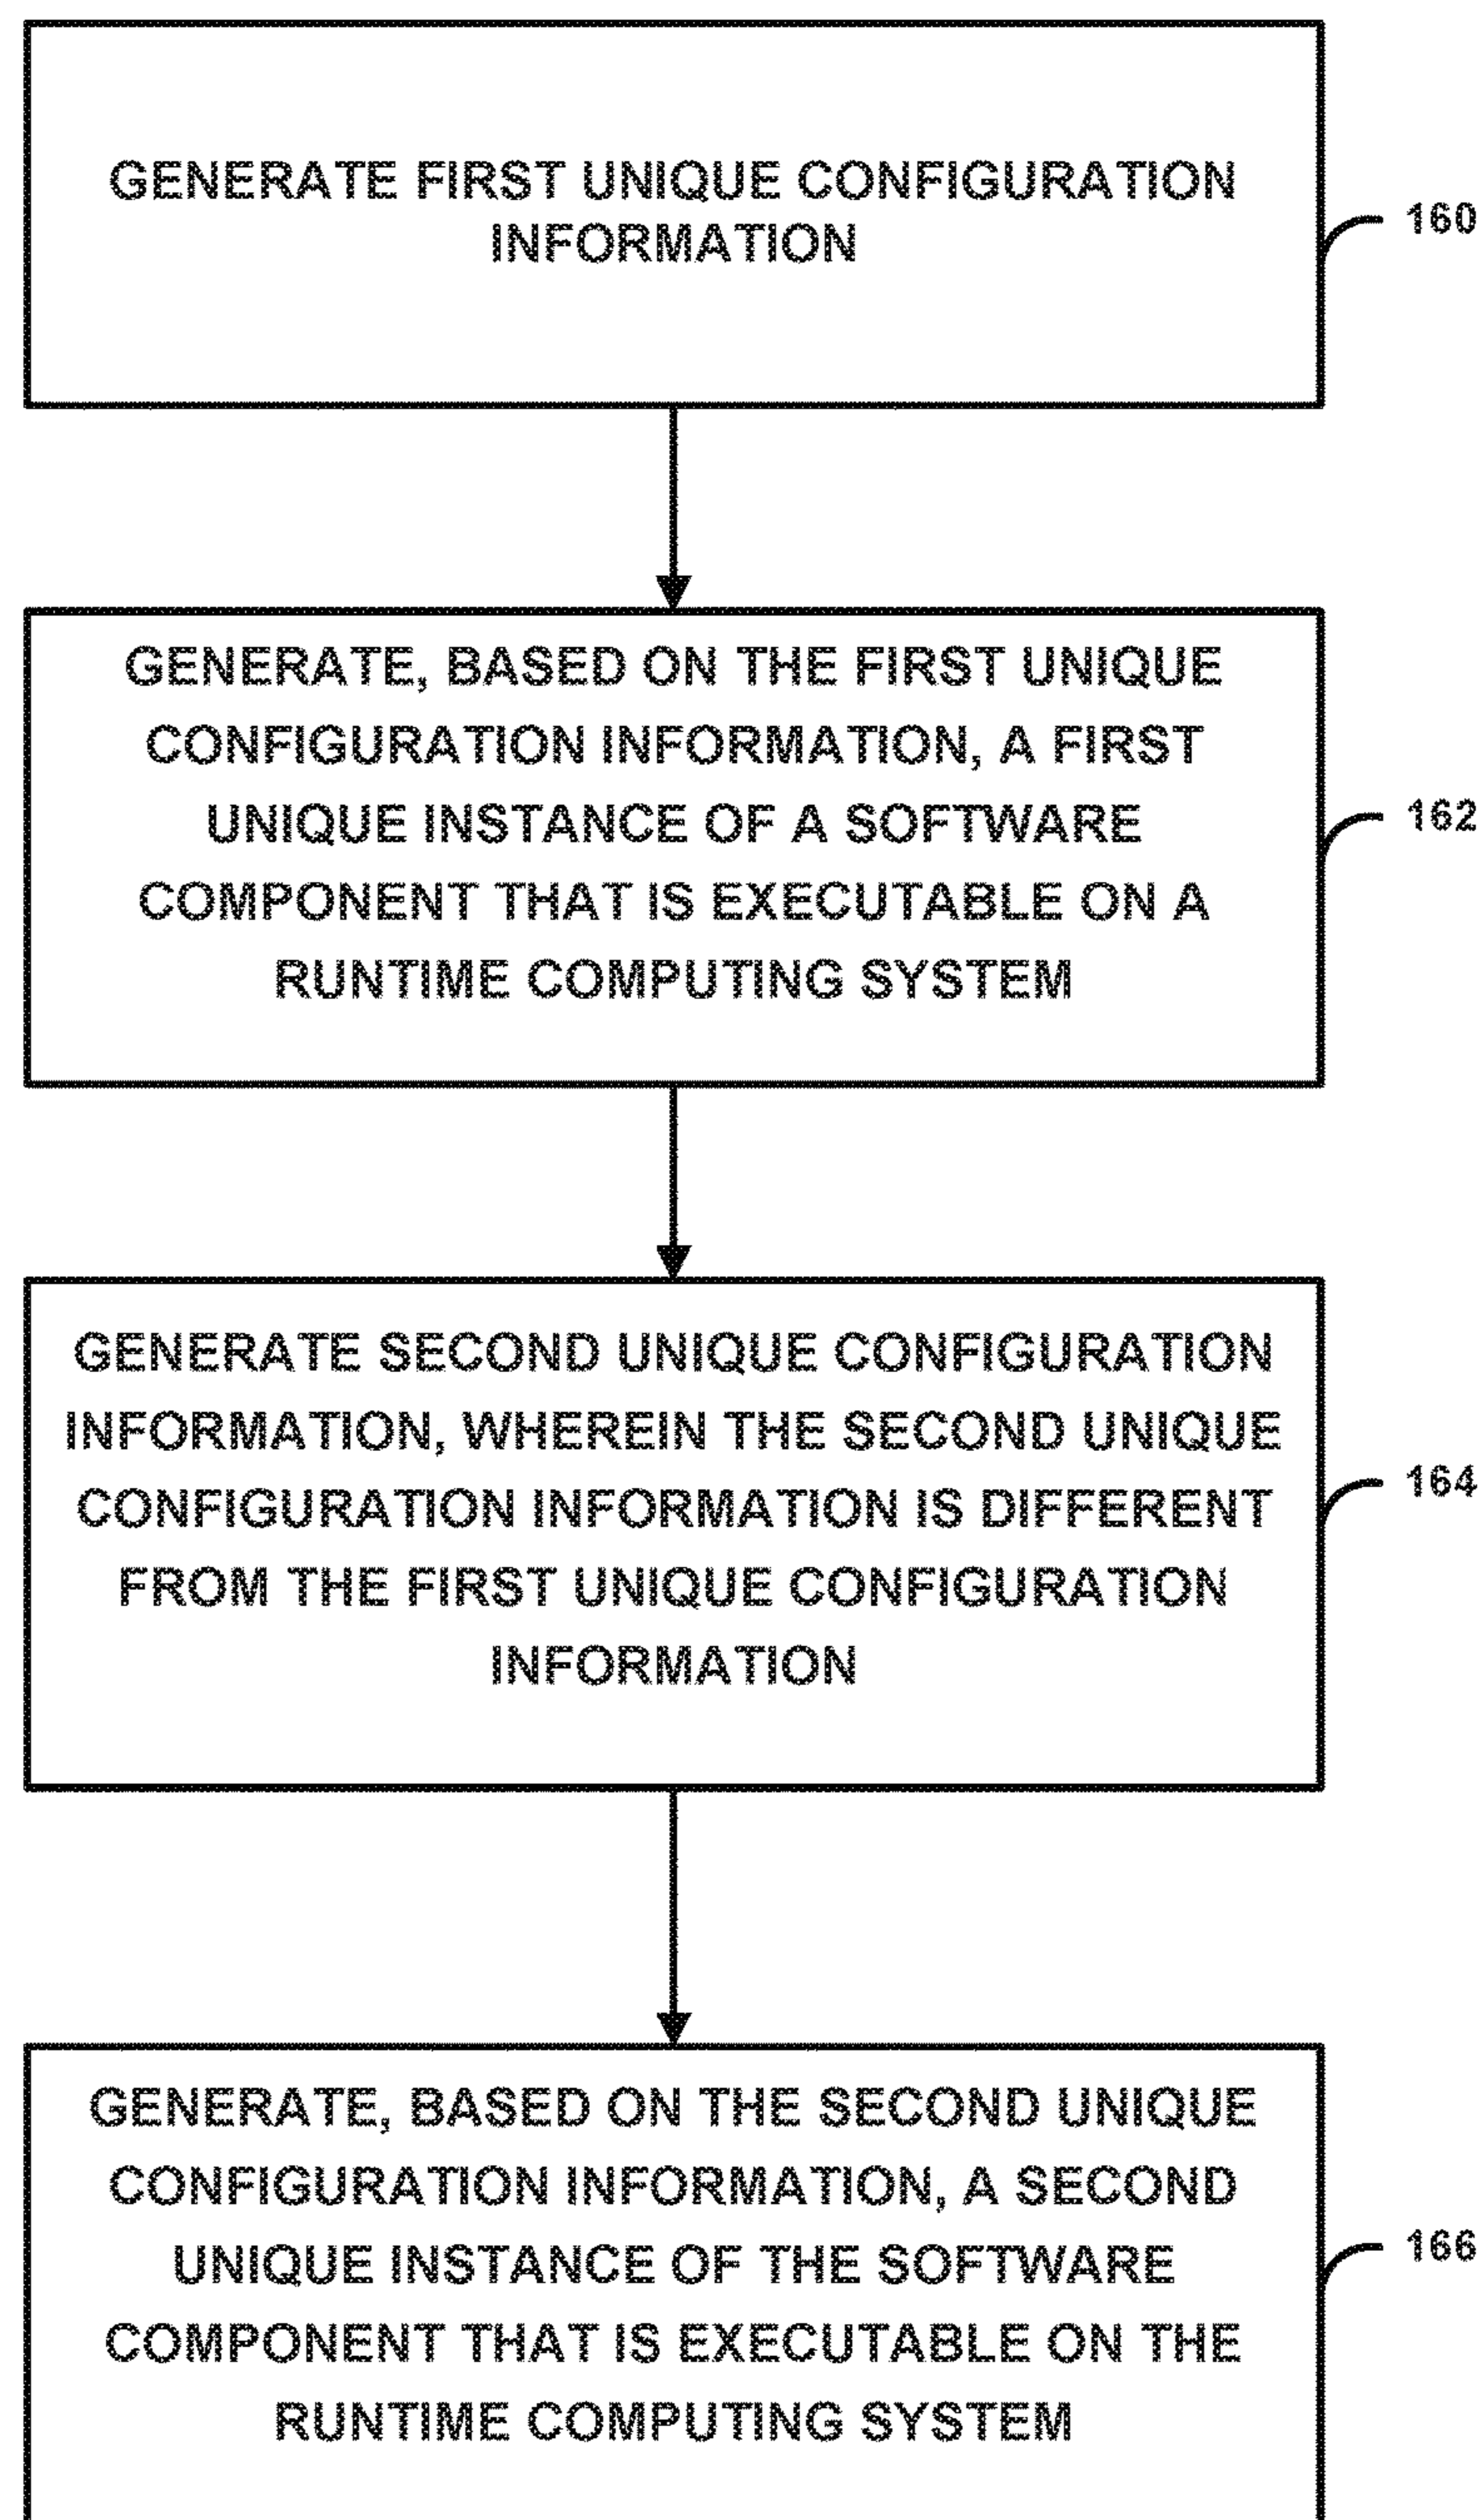 GENERATE FIRST UNIQUE CONFIGURATION
INFORMATION
160
GENERATE, BASED ON THE FIRST UNIQUE
CONFIGURATION INFORMATION, A FIRST
UNIQUE INSTANCE OF A SOFTWARE
COMPONENT THAT IS EXECUTABLE ON A
RUNTIME COMPUTING SYSTEM
162
GENERATE SECOND UNIQUE CONFIGURATION
INFORMATION, WHEREIN THE SECOND UNIQUE
CONFIGURATION INFORMATION IS DIFFERENT
FROM THE FIRST UNIQUE CONFIGURATION
INFORMATION
164
GENERATE, BASED ON THE SECOND UNIQUE
CONFIGURATION INFORMATION, A SECOND
UNIQUE INSTANCE OF THE SOFTWARE
COMPONENT THAT IS EXECUTABLE ON THE
RUNTIME COMPUTING SYSTEM
166